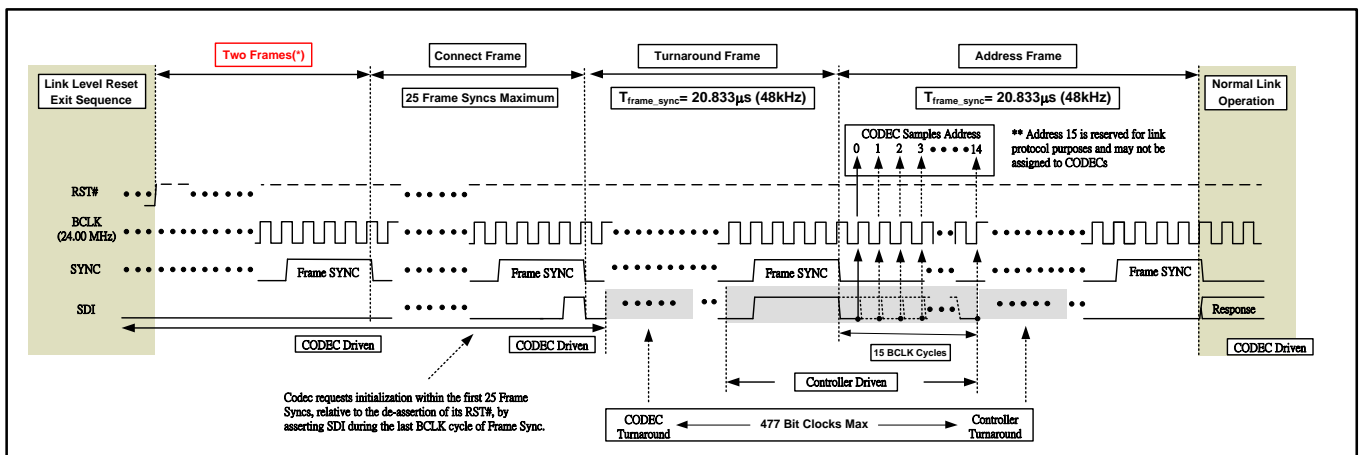 Two Frames(*)
Connect Frame
Turnaround Frame
Address Frame
Link Level Reset
Exit Sequence
25 Frame Syncs Maximum
Tframe_sync= 20.833µs (48kHz)
Tframe_sync= 20.833µs (48kHz)
Normal Link
Operation
CODEC Samples Address
0 1 2 3 14
** Address 15 is reserved for link
protocol purposes and may not be
assigned to CODECs
RST#
BCLK
(24.00 MHz)
SYNC
Frame SYNC
Frame SYNC
Frame SYNC
Frame SYNC
SDI
Response
CODEC Driven
CODEC Driven
15 BCLK Cycles
CODEC Driven
Controller Driven
Codec requests initialization within the first 25 Frame
Syncs, relative to the de-assertion of its RST#, by
asserting SDI during the last BCLK cycle of Frame Sync.
CODEC
Turnaround
477 Bit Clocks Max
Controller
Turnaround